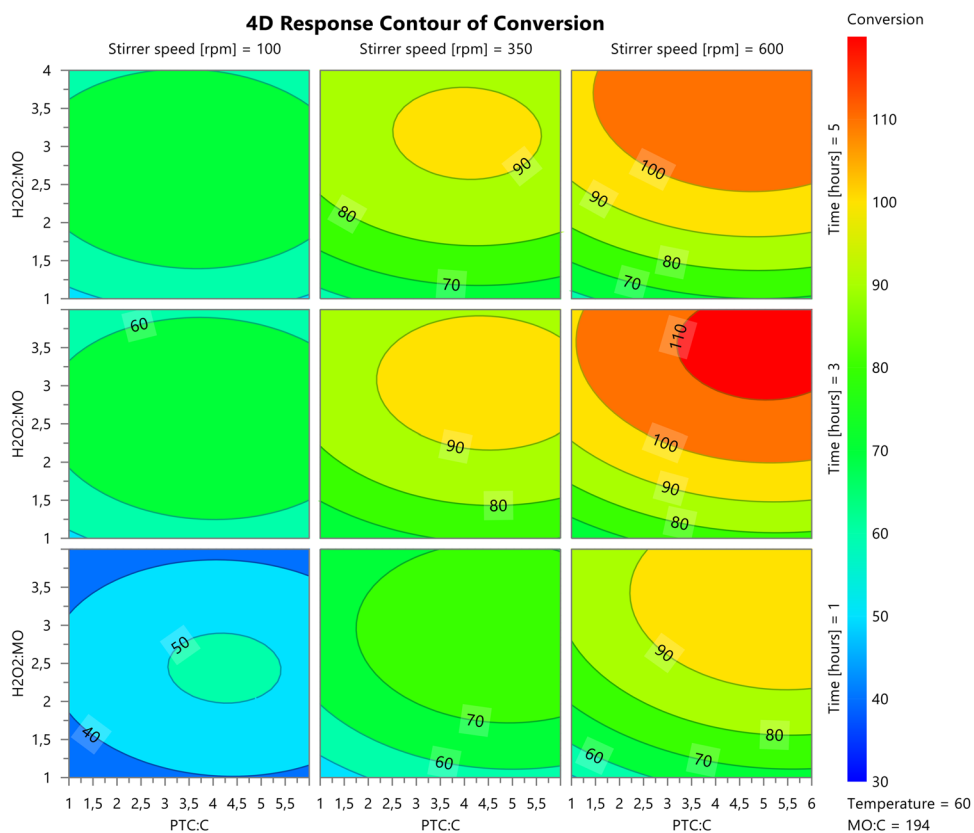 4D Response Contour of Conversion
Conversion
Stirrer speed [rpm] = 100
Stirrer speed [rpm] = 350
Stirrer speed [rpm] = 600
H2O2:MO
4
3,5
3
2,5
2
1,5
1
80
90
70
100
90
80
70
Time [hours] = 5
H2O2:MO
3,5
3
2,5
2
1,5
1
60
90
80
110
100
90
80
Time [hours] = 3
H2O2:MO
3,5
3
2,5
2
1,5
1
50
40
70
60
90
80
70
60
Time [hours] = 1
110
100
90
80
70
60
50
40
30
1 1,5 2 2,5 3 3,5 4 4,5 5 5,5
1 1,5 2 2,5 3 3,5 4 4,5 5 5,5
1 1,5 2 2,5 3 3,5 4 4,5 5 5,5 6
PTC:C
PTC:C
PTC:C
Temperature = 60
MO:C = 194